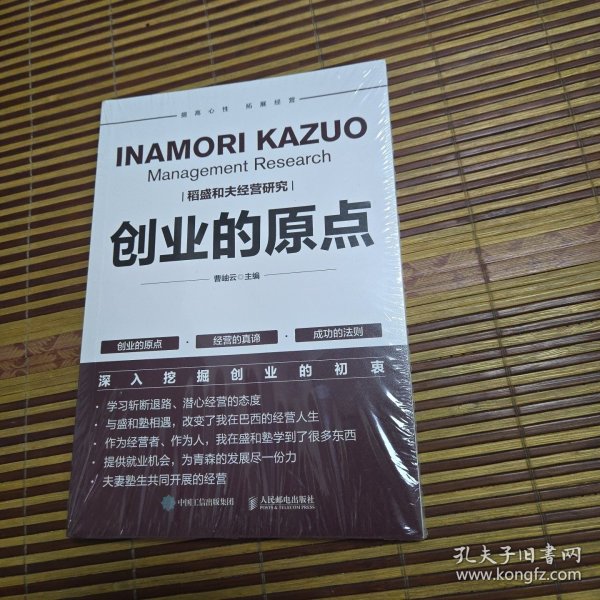 提高心性 拓展经营
INAMORI KAZUO
Management Research
稻盛和夫经营研究
创业的原点
曹岫云◎主编
创业的原点 · 经营的真谛 · 成功的法则
深入挖掘创业的初衷
· 学习斩断退路、潜心经营的态度
· 与盛和塾相遇,改变了我在巴西的经营人生
· 作为经营者、作为人,我在盛和塾学到了很多东西
· 提供就业机会,为青森的发展尽一份力
· 夫妻塾生共同开展的经营
中国工信出版集团 人民邮电出版社
POSTS & TELECOM PRESS
孔夫子旧书网
www.kongfz.com